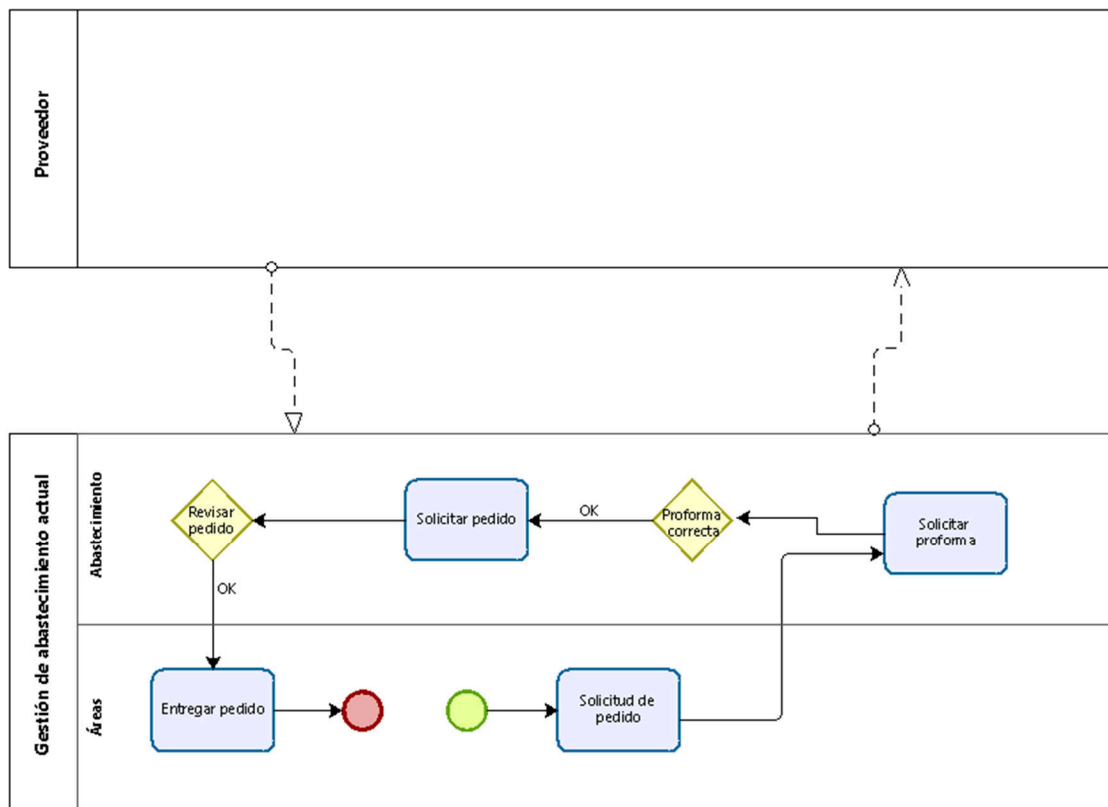 Proveedor
Gestión de abastecimiento actual
Abastecimiento
Revisar
pedido
Solicitar pedido
OK
Proforma
correcta
Solicitar
proforma
OK
Áreas
Entregar pedido
Solicitud de
pedido